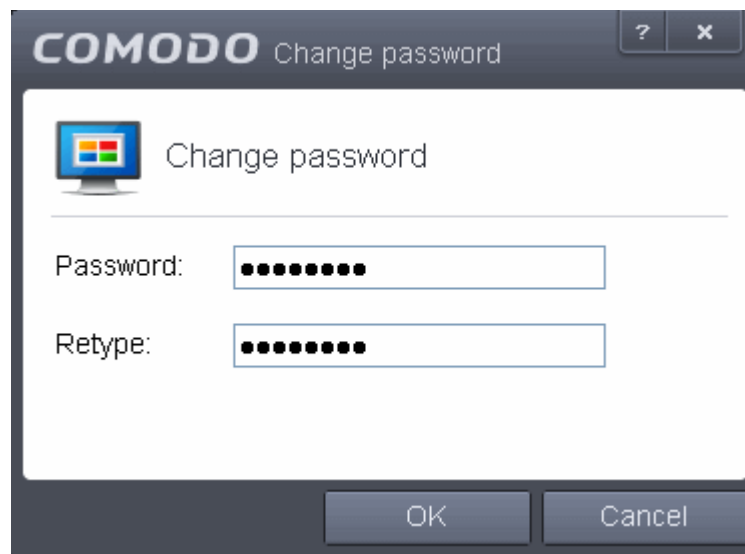 COMODO Change password
? x
Change password
Password: ●●●●●●●●
Retype: ●●●●●●●●
OK Cancel